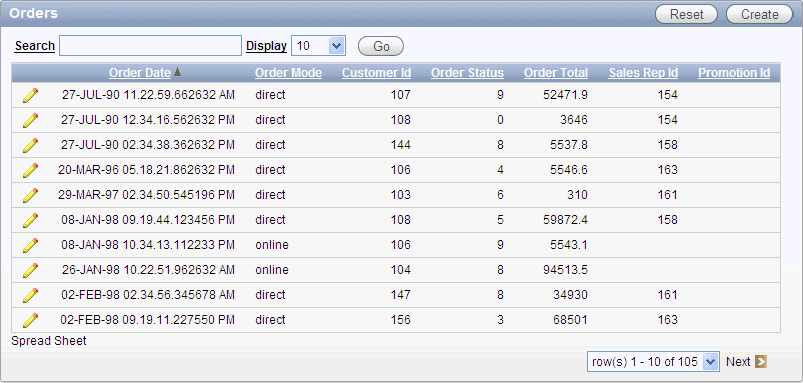 Orders Reset Create
Search Display 10 Go
Order Date Order Mode Customer Id Order Status Order Total Sales Rep Id Promotion Id
27-JUL-90 11.22.59.662632 AM direct 107 9 52471.9 154
27-JUL-90 12.34.16.562632 PM direct 108 0 3646 154
27-JUL-90 02.34.38.362632 PM direct 144 8 5537.8 158
20-MAR-96 05.18.21.862632 PM direct 106 4 5546.6 163
29-MAR-97 02.34.50.545196 PM direct 103 6 310 161
08-JAN-98 09.19.44.123456 PM direct 108 5 59872.4 158
08-JAN-98 10.34.13.112233 PM online 106 9 5543.1
26-JAN-98 10.22.51.962632 AM online 104 8 94513.5
02-FEB-98 02.34.56.345678 AM direct 147 8 34930 161
02-FEB-98 09.19.11.227550 PM direct 156 3 68501 163
Spread Sheet
row(s) 1 - 10 of 105 Next